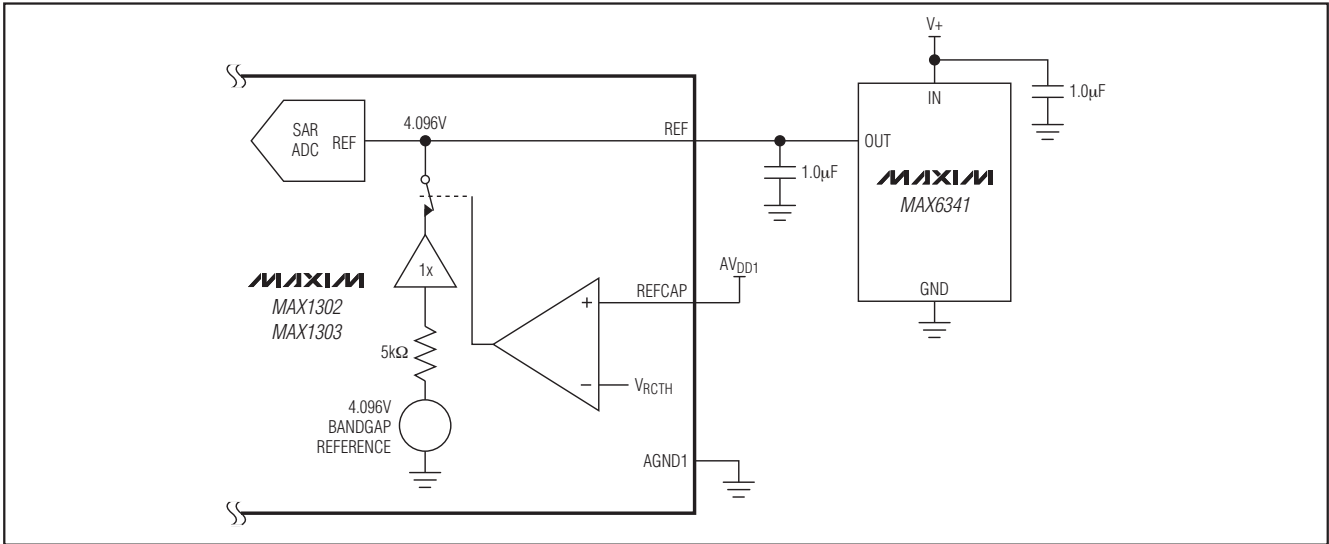 V+
1.0µF
IN
SAR
ADC
REF
4.096V
REF
OUT
1.0µF
MAXIM
MAX6341
GND
1x
MAXIM
MAX1302
MAX1303
AVDD1
REFCAP
+
5kΩ
–
VRCTH
4.096V
BANDGAP
REFERENCE
AGND1